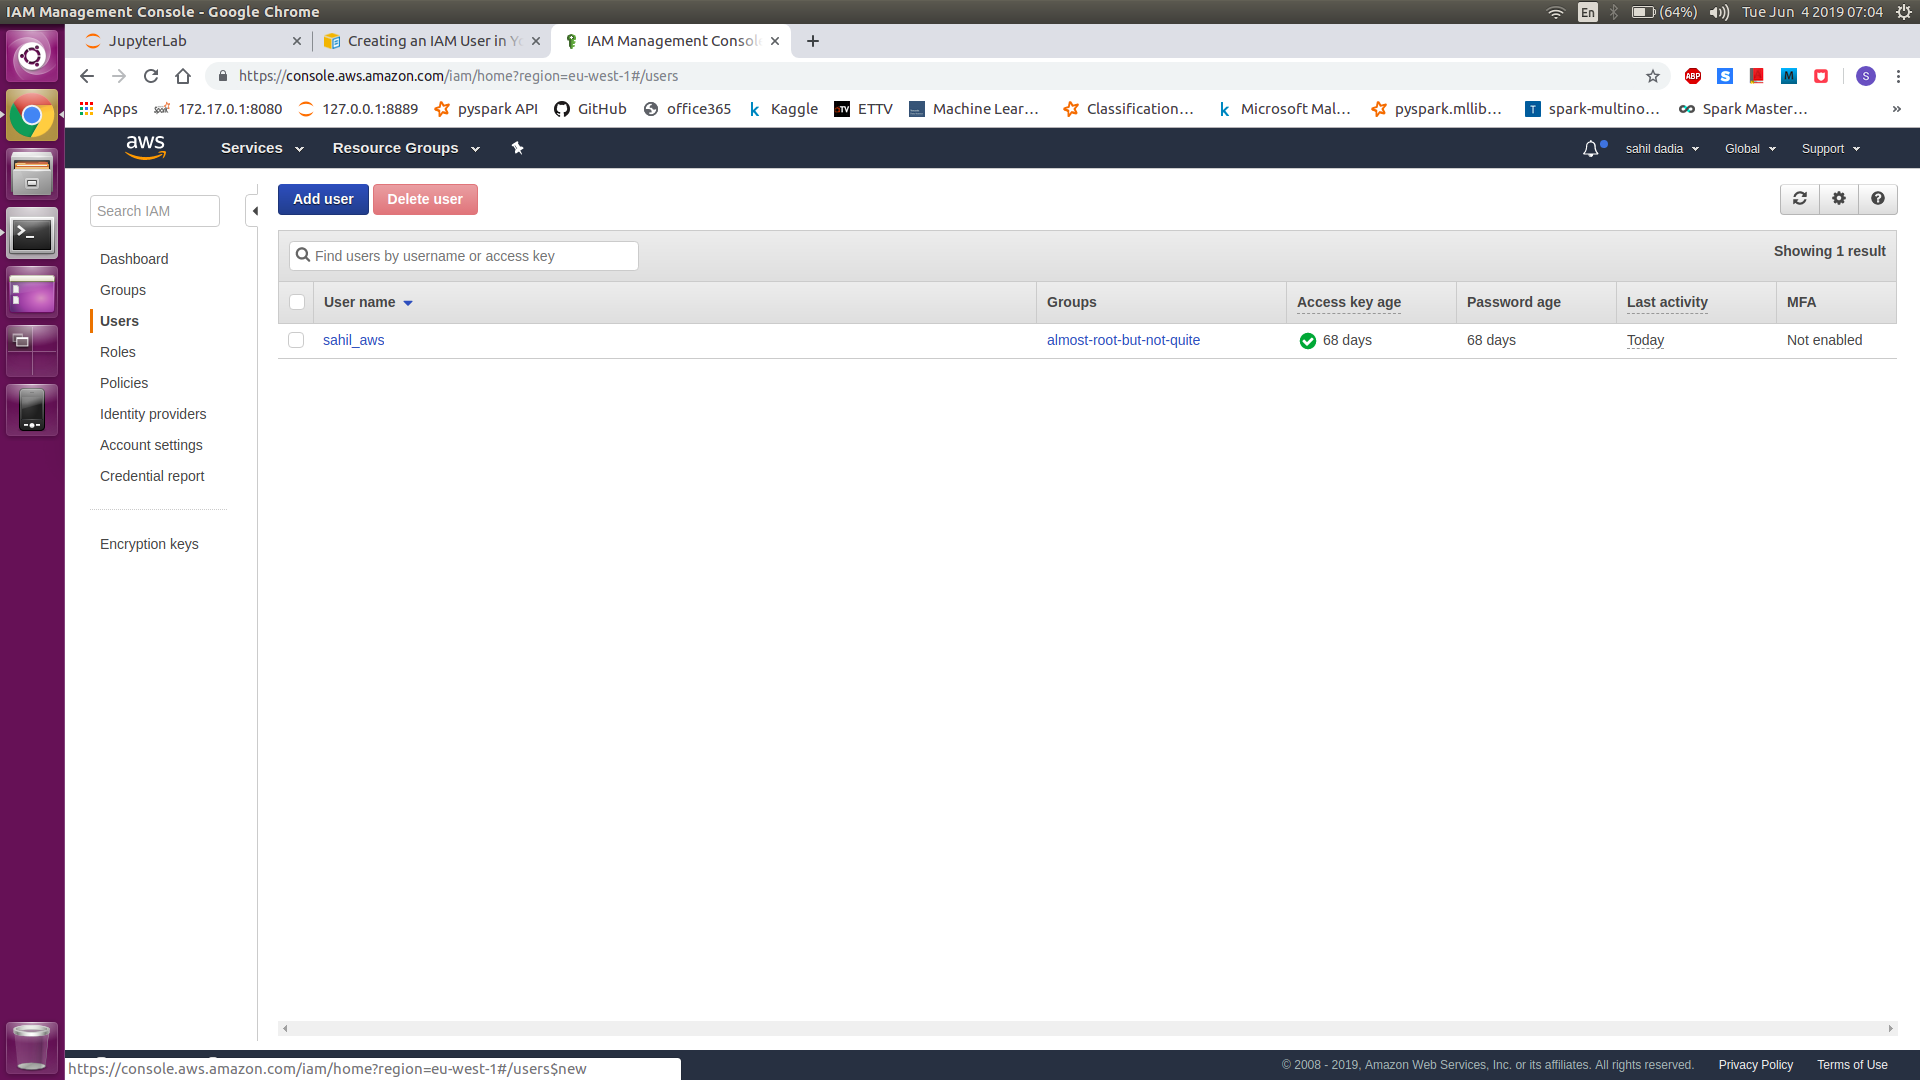 IAM Management Console - Google Chrome
En (64%) Tue Jun 4 2019 07:04
JupyterLab
Creating an IAM User in Yo
IAM Management Consol
https://console.aws.amazon.com/iam/home?region=eu-west-1#/users
ABP S M S
Apps
Spark 172.17.0.1:8080
127.0.0.1:8889
pyspark API
GitHub
office365
k Kaggle
TV ETTV
Machine Lear...
Classification...
k Microsoft Mal...
pyspark.mllib...
T spark-multino...
Spark Master...
»
aws
Services
Resource Groups
sahil dadia
Global
Support
Search IAM
Dashboard
Groups
Users
Roles
Policies
Identity providers
Account settings
Credential report
Encryption keys
Add user
Delete user
Find users by username or access key
Showing 1 result
User name Groups Access key age Password age Last activity MFA
sahil_aws almost-root-but-not-quite 68 days 68 days Today Not enabled
https://console.aws.amazon.com/iam/home?region=eu-west-1#/users$new
© 2008 - 2019, Amazon Web Services, Inc. or its affiliates. All rights reserved. Privacy Policy Terms of Use